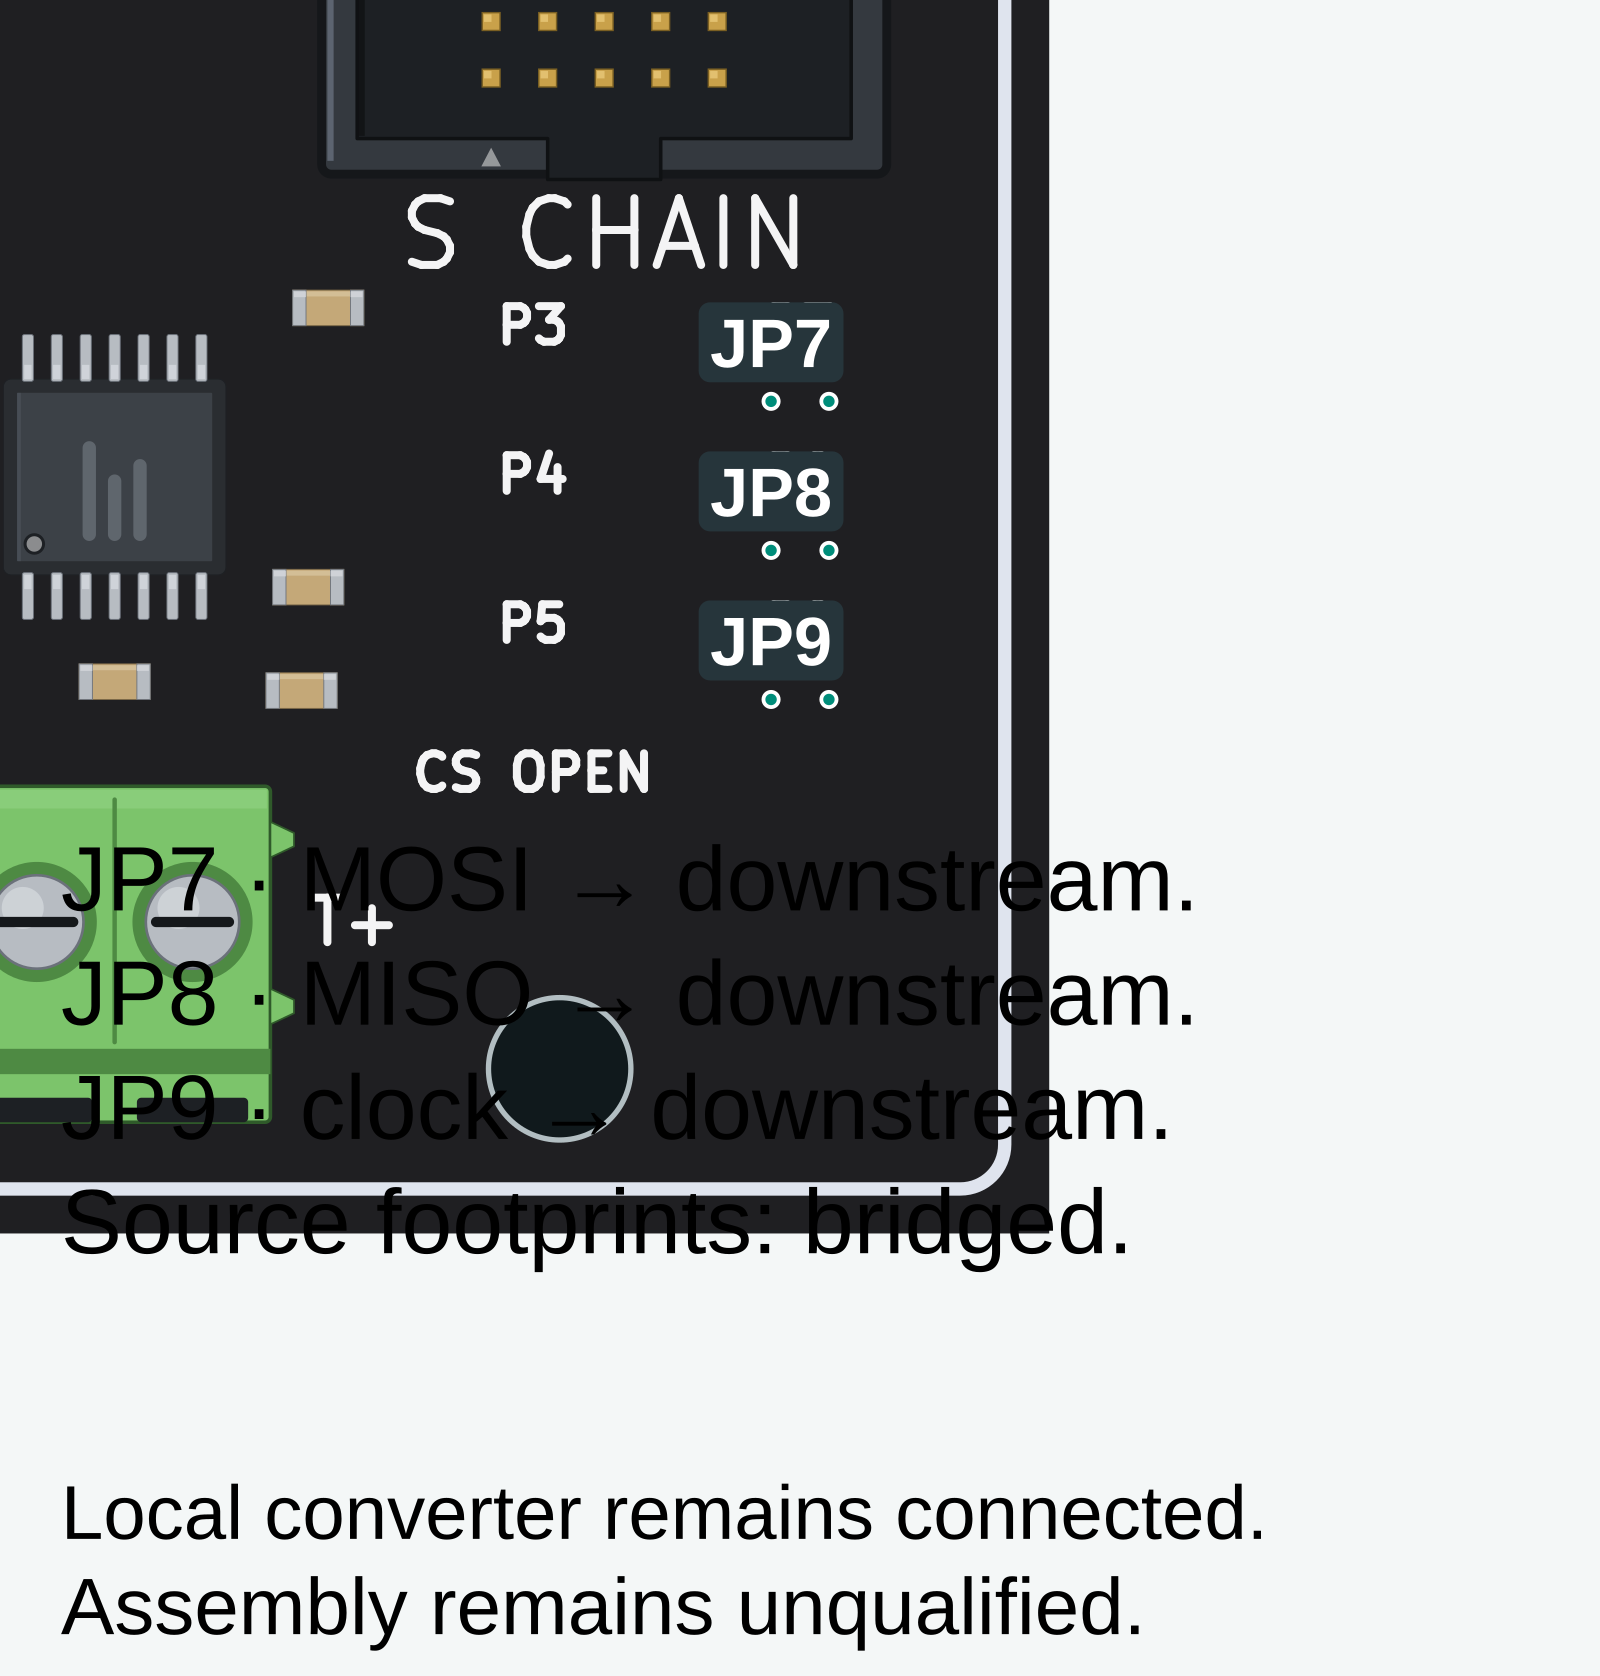 S CHAIN
P3 JP7
P4 JP8
P5 JP9
CS OPEN
1+
JP7 · MOSI → downstream.
JP8 · MISO → downstream.
JP9 · clock → downstream.
Source footprints: bridged.
Local converter remains connected.
Assembly remains unqualified.